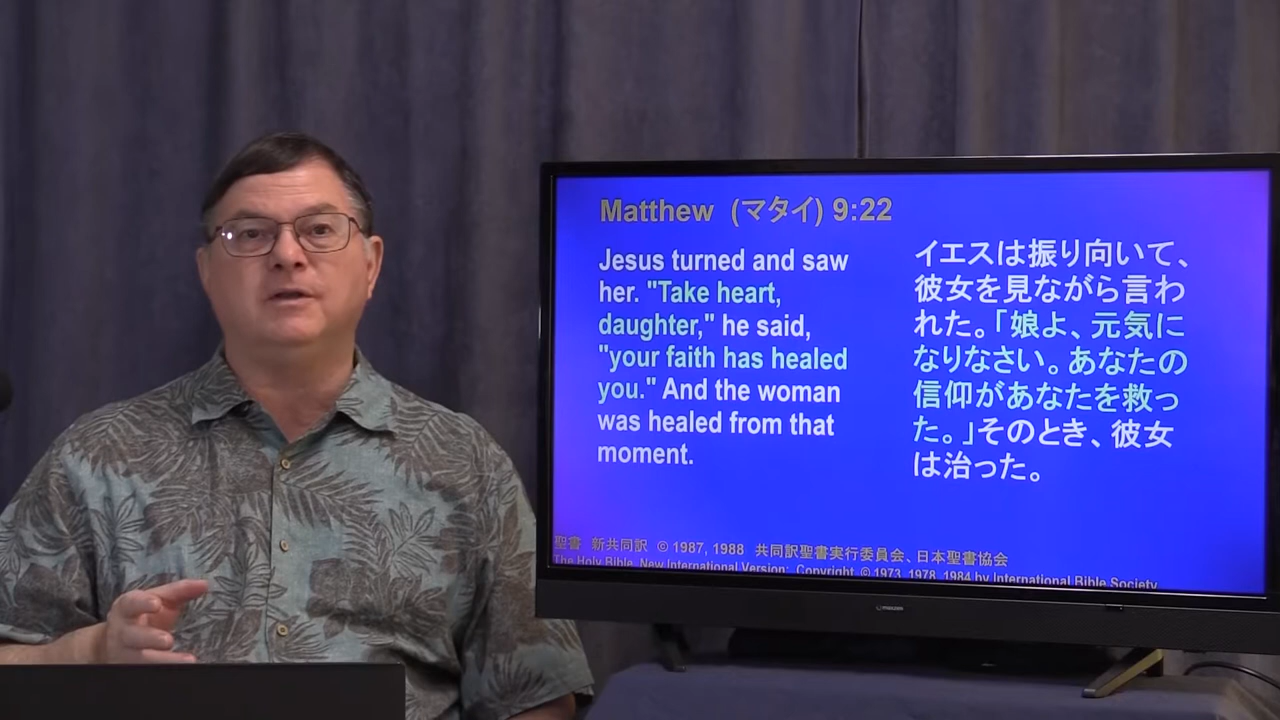 Matthew (マタイ) 9:22
Jesus turned and saw
her. "Take heart,
daughter," he said,
"your faith has healed
you." And the woman
was healed from that
moment.
イエスは振り向いて、
彼女を見ながら言わ
れた。「娘よ、元気に
なりなさい。あなたの
信仰があなたを救っ
た。」そのとき、彼女
は治った。
聖書 新共同訳 © 1987, 1988 共同訳聖書実行委員会、日本聖書協会
The Holy Bible, New International Version; Copyright © 1973, 1978, 1984 by International Bible Society